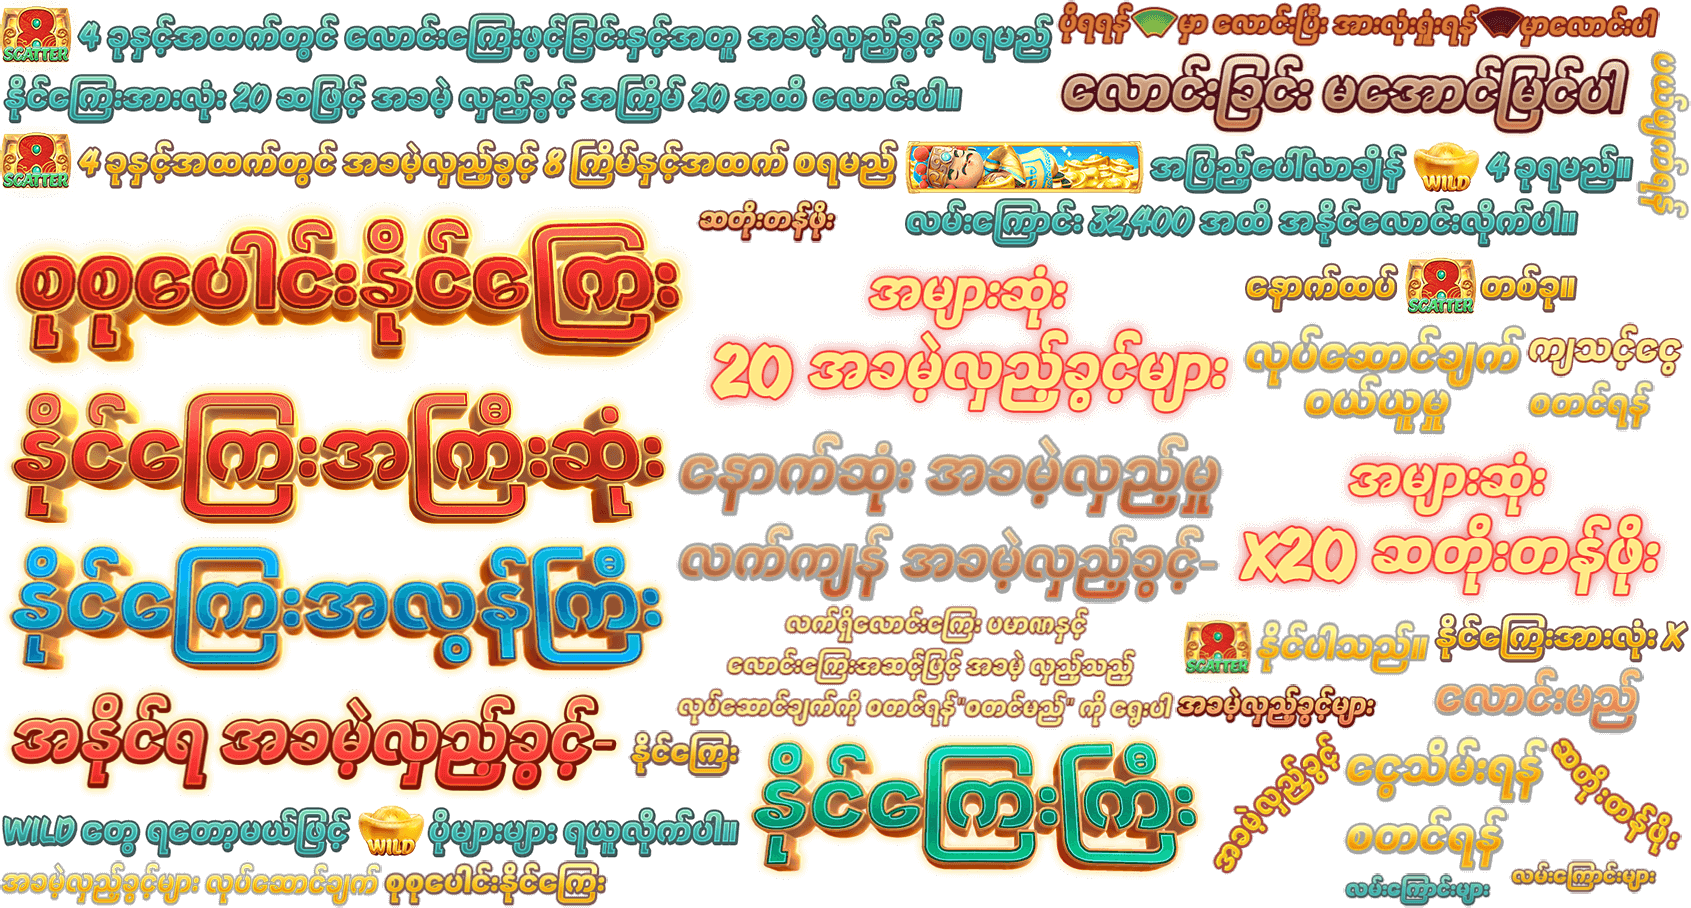 SCATTER 4 ခုနှင့်အထက်တွင် လောင်းကြေးဖွင့်ခြင်းနှင့်အတူ အခမဲ့လှည့်ခွင့် စရမည်
ပိုရရန် မှာ လောင်းပြီး အားလုံးရှုံးရန် မှာလောင်းပါ
နိုင်ကြေးအားလုံး 20 ဆဖြင့် အခမဲ့ လှည့်ခွင့် အကြိမ် 20 အထိ လောင်းပါ။
လောင်းခြင်း မအောင်မြင်ပါ
SCATTER 4 ခုနှင့်အထက်တွင် အခမဲ့လှည့်ခွင့် 8 ကြိမ်နှင့်အထက် စရမည်
အပြည့်ပေါ်လာချိန် WILD 4 ခုရမည်။
လမ်းကြောင်း 32,400 အထိ အနိုင်လောင်းလိုက်ပါ။
ဆတိုးတန်ဖိုး
စုစုပေါင်းနိုင်ကြေး
အများဆုံး
20 အခမဲ့လှည့်ခွင့်များ
နောက်ထပ် SCATTER တစ်ခု။
လုပ်ဆောင်ချက်
ဝယ်ယူမှု
ကျသင့်ငွေ
စတင်ရန်
နိုင်ကြေးအကြီးဆုံး
နောက်ဆုံး အခမဲ့လှည့်မှု
လက်ကျန် အခမဲ့လှည့်ခွင့်-
အများဆုံး
X20 ဆတိုးတန်ဖိုး
နိုင်ကြေးအလွန်ကြီး
လက်ရှိလောင်းကြေး ပမာဏနှင့်
လောင်းကြေးအဆင့်ဖြင့် အခမဲ့ လှည့်သည့်
လုပ်ဆောင်ချက်ကို စတင်ရန် "စတင်မည်" ကို ရွေးပါ
SCATTER နိုင်ပါသည်။
နိုင်ကြေးအားလုံး X
လောင်းမည်
အခမဲ့လှည့်ခွင့်များ
အနိုင်ရ အခမဲ့လှည့်ခွင့်-
နိုင်ကြေး
နိုင်ကြေးကြီး
အခမဲ့လှည့်ခွင့်
ငွေသိမ်းရန်
ဆတိုးတန်ဖိုး
စတင်ရန်
WILD တွေ ရတော့မယ်ဖြင့် WILD ပိုများများ ရယူလိုက်ပါ။
အခမဲ့လှည့်ခွင့်များ လုပ်ဆောင်ချက်
စုစုပေါင်းနိုင်ကြေး
လမ်းကြောင်းများ
လမ်းကြောင်းများ